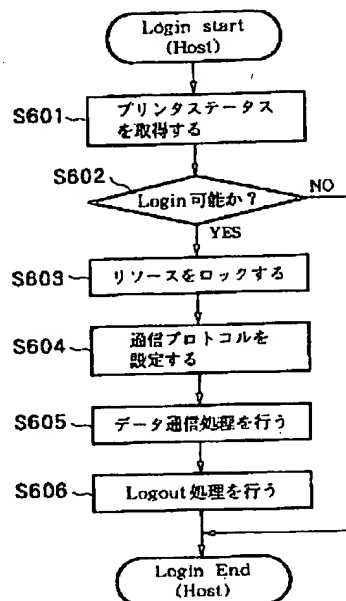 Login start
(Host)
S601
プリンタステータス
を取得する
S602
Login可能か？
NO
YES
S603
リソースをロックする
S604
通信プロトコルを
設定する
S605
データ通信処理を行う
S606
Logout処理を行う
Login End
(Host)